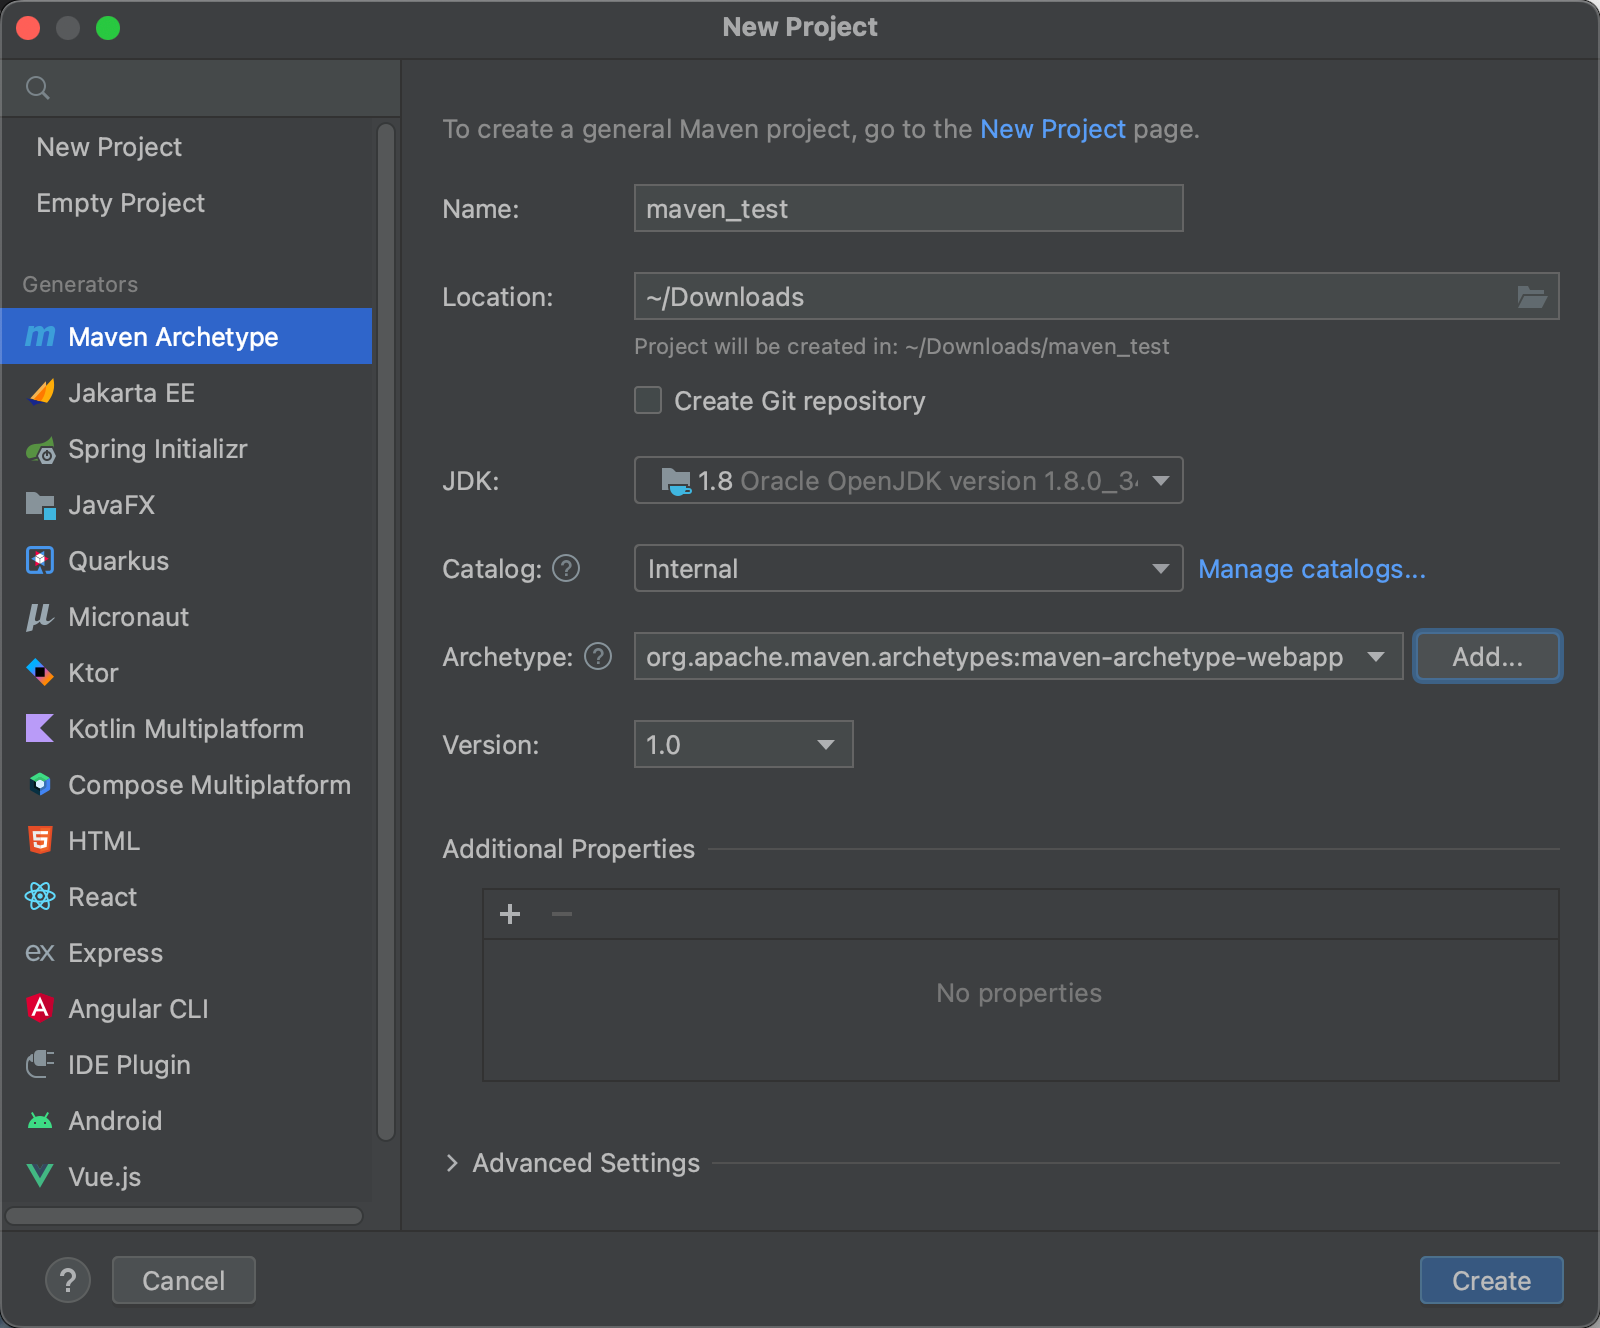 New Project
New Project
Empty Project
Generators
Maven Archetype
Jakarta EE
Spring Initializr
JavaFX
Quarkus
Micronaut
Ktor
Kotlin Multiplatform
Compose Multiplatform
HTML
React
ex Express
Angular CLI
IDE Plugin
Android
Vue.js
To create a general Maven project, go to the New Project page.
Name: maven_test
Location: ~/Downloads
Project will be created in: ~/Downloads/maven_test
Create Git repository
JDK: 1.8 Oracle OpenJDK version 1.8.0_3
Catalog: ? Internal Manage catalogs...
Archetype: ? org.apache.maven.archetypes:maven-archetype-webapp Add...
Version: 1.0
Additional Properties
No properties
Advanced Settings
? Cancel Create